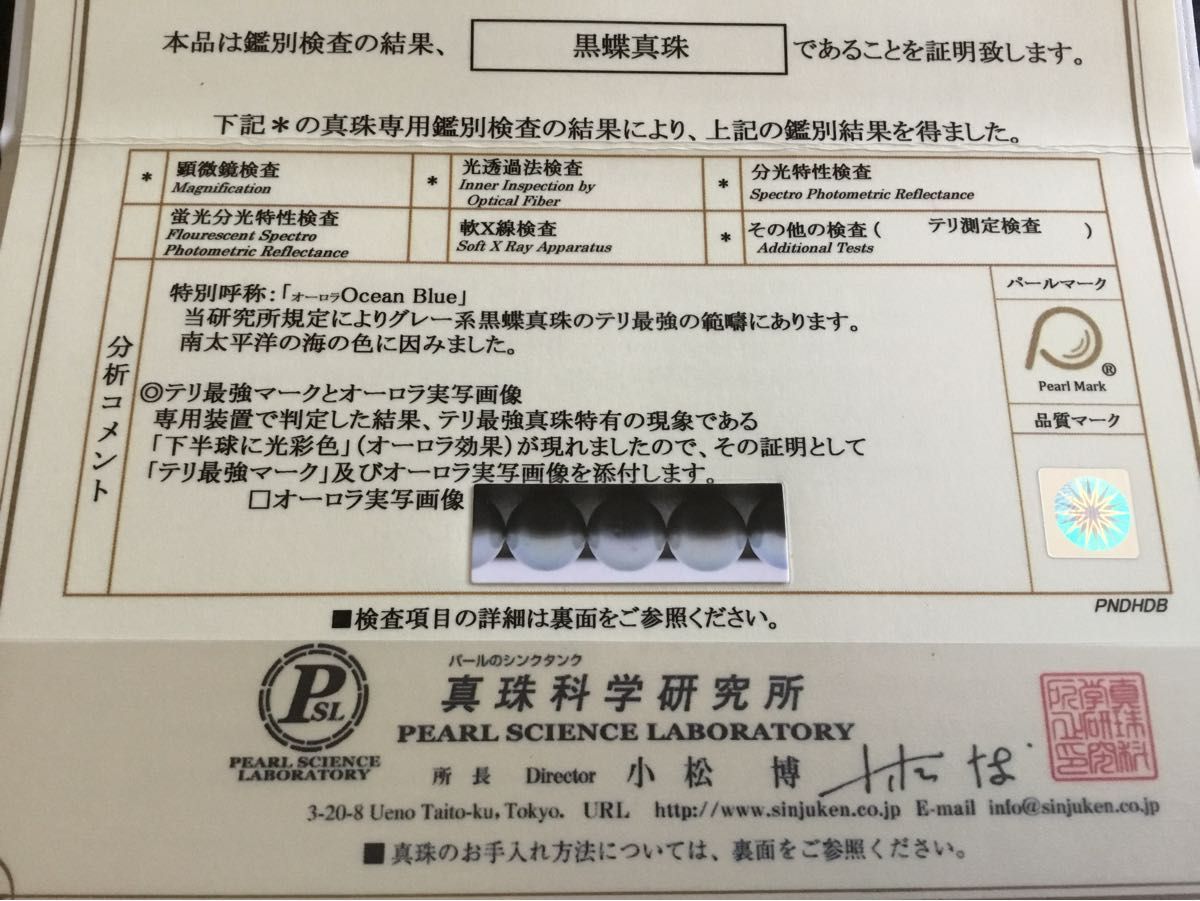 本品は鑑別検査の結果、 黒蝶真珠 であることを証明致します。
下記＊の真珠専用鑑別検査の結果により、上記の鑑別結果を得ました。
* 顕微鏡検査 Magnification
* 光透過法検査 Inner Inspection by Optical Fiber
* 分光特性検査 Spectro Photometric Reflectance
蛍光分光特性検査 Flourescent Spectro Photometric Reflectance
軟X線検査 Soft X Ray Apparatus
* その他の検査( テリ測定検査 ) Additional Tests
分析コメント
特別呼称：「オーロラOcean Blue」
当研究所規定によりグレー系黒蝶真珠のテリ最強の範疇にあります。
南太平洋の海の色に因みました。
◎テリ最強マークとオーロラ実写画像
専用装置で判定した結果、テリ最強真珠特有の現象である
「下半球に光彩色」（オーロラ効果）が現れましたので、その証明として
「テリ最強マーク」及びオーロラ実写画像を添付します。
□オーロラ実写画像
パールマーク
®
Pearl Mark
品質マーク
PNDHDB
■検査項目の詳細は裏面をご参照ください。
PSL
PEARL SCIENCE
LABORATORY
パールのシンクタンク
真珠科学研究所
PEARL SCIENCE LABORATORY
所長 Director 小松 博
真珠科学研究所之印
3-20-8 Ueno Taito-ku, Tokyo. URL http://www.sinjuken.co.jp E-mail info@sinjuken.co.jp
■真珠のお手入れ方法については、裏面をご参照ください。